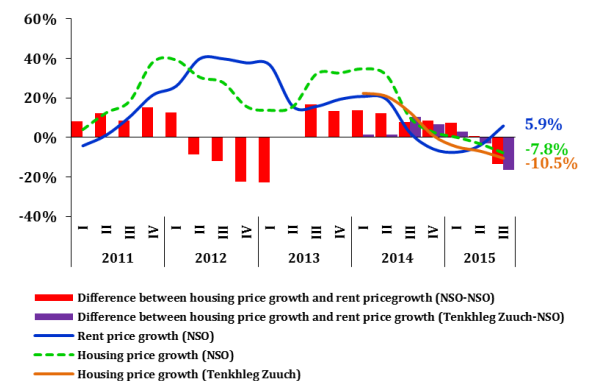 60%
40%
20%
0%
-20%
-40%
5.9%
-7.8%
-10.5%
I II III IV I II III IV I II III IV I II III IV I II III
2011 2012 2013 2014 2015
Difference between housing price growth and rent pricegrowth (NSO-NSO)
Difference between housing price growth and rent price growth (Tenkhleg Zuuch-NSO)
Rent price growth (NSO)
Housing price growth (NSO)
Housing price growth (Tenkhleg Zuuch)